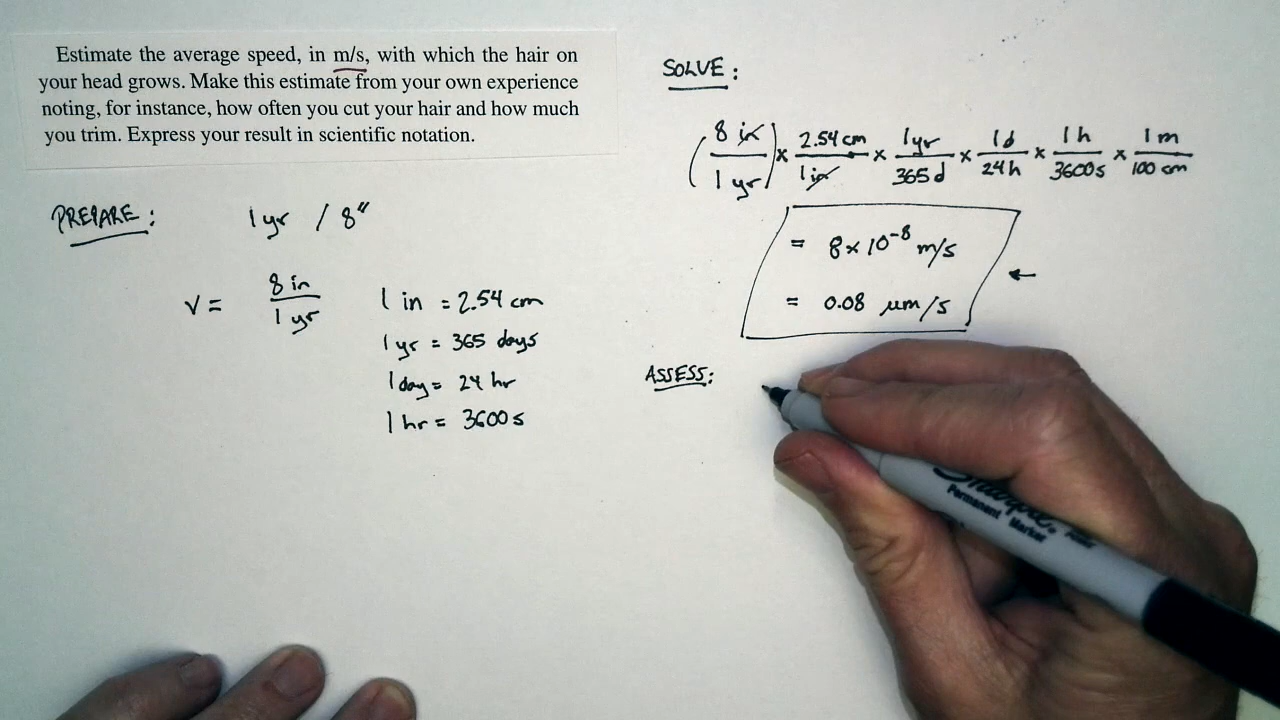 Estimate the average speed, in m/s, with which the hair on
your head grows. Make this estimate from your own experience
noting, for instance, how often you cut your hair and how much
you trim. Express your result in scientific notation.
PREPARE:
1 yr / 8"
v = 8 in / 1 yr
1 in = 2.54 cm
1 yr = 365 days
1 day = 24 hr
1 hr = 3600 s
SOLVE:
(8 in / 1 yr) × 2.54 cm / 1 in × 1 yr / 365 d × 1 d / 24 h × 1 h / 3600 s × 1 m / 100 cm
= 8 × 10⁻⁸ m/s
= 0.08 μm/s
←
ASSESS:
Sharpie.
Permanent Marker